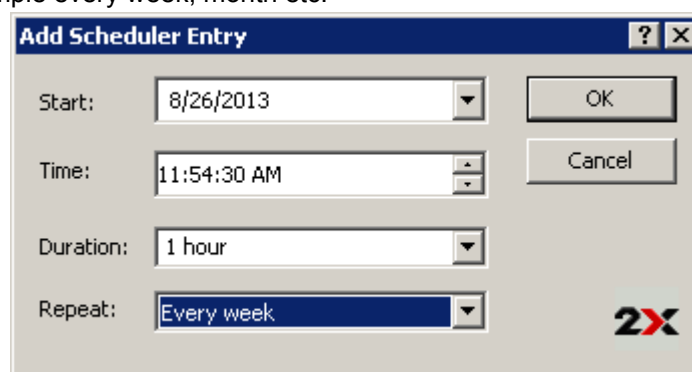 Add Scheduler Entry
Start: 8/26/2013 OK
Time: 11:54:30 AM Cancel
Duration: 1 hour
Repeat: Every week
2X